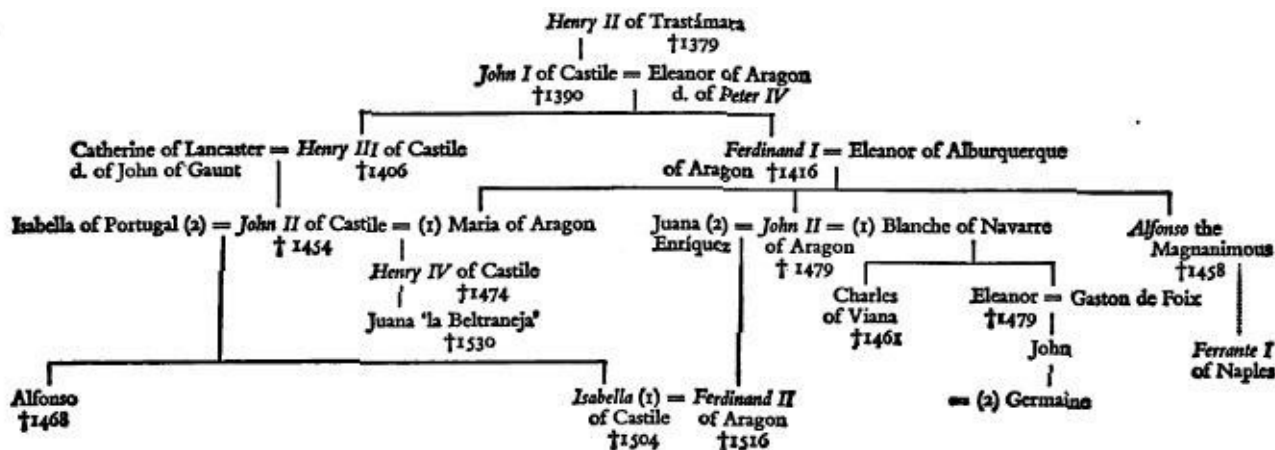 Henry II of Trastámara
†1379
John I of Castile = Eleanor of Aragon
†1390 d. of Peter IV
Catherine of Lancaster = Henry III of Castile
d. of John of Gaunt †1406
Ferdinand I = Eleanor of Alburquerque
of Aragon †1416
Isabella of Portugal (2) = John II of Castile = (1) Maria of Aragon
† 1454
Juana (2) = John II = (1) Blanche of Navarre
Enríquez of Aragon
† 1479
Alfonso the
Magnanimous
†1458
Henry IV of Castile
†1474
Juana 'la Beltraneja'
†1530
Charles
of Viana
†1461
Eleanor = Gaston de Foix
†1479
John
Ferrante I
of Naples
Alfonso
†1468
Isabella (1) = Ferdinand II
of Castile of Aragon
†1504 †1516
= (2) Germaine